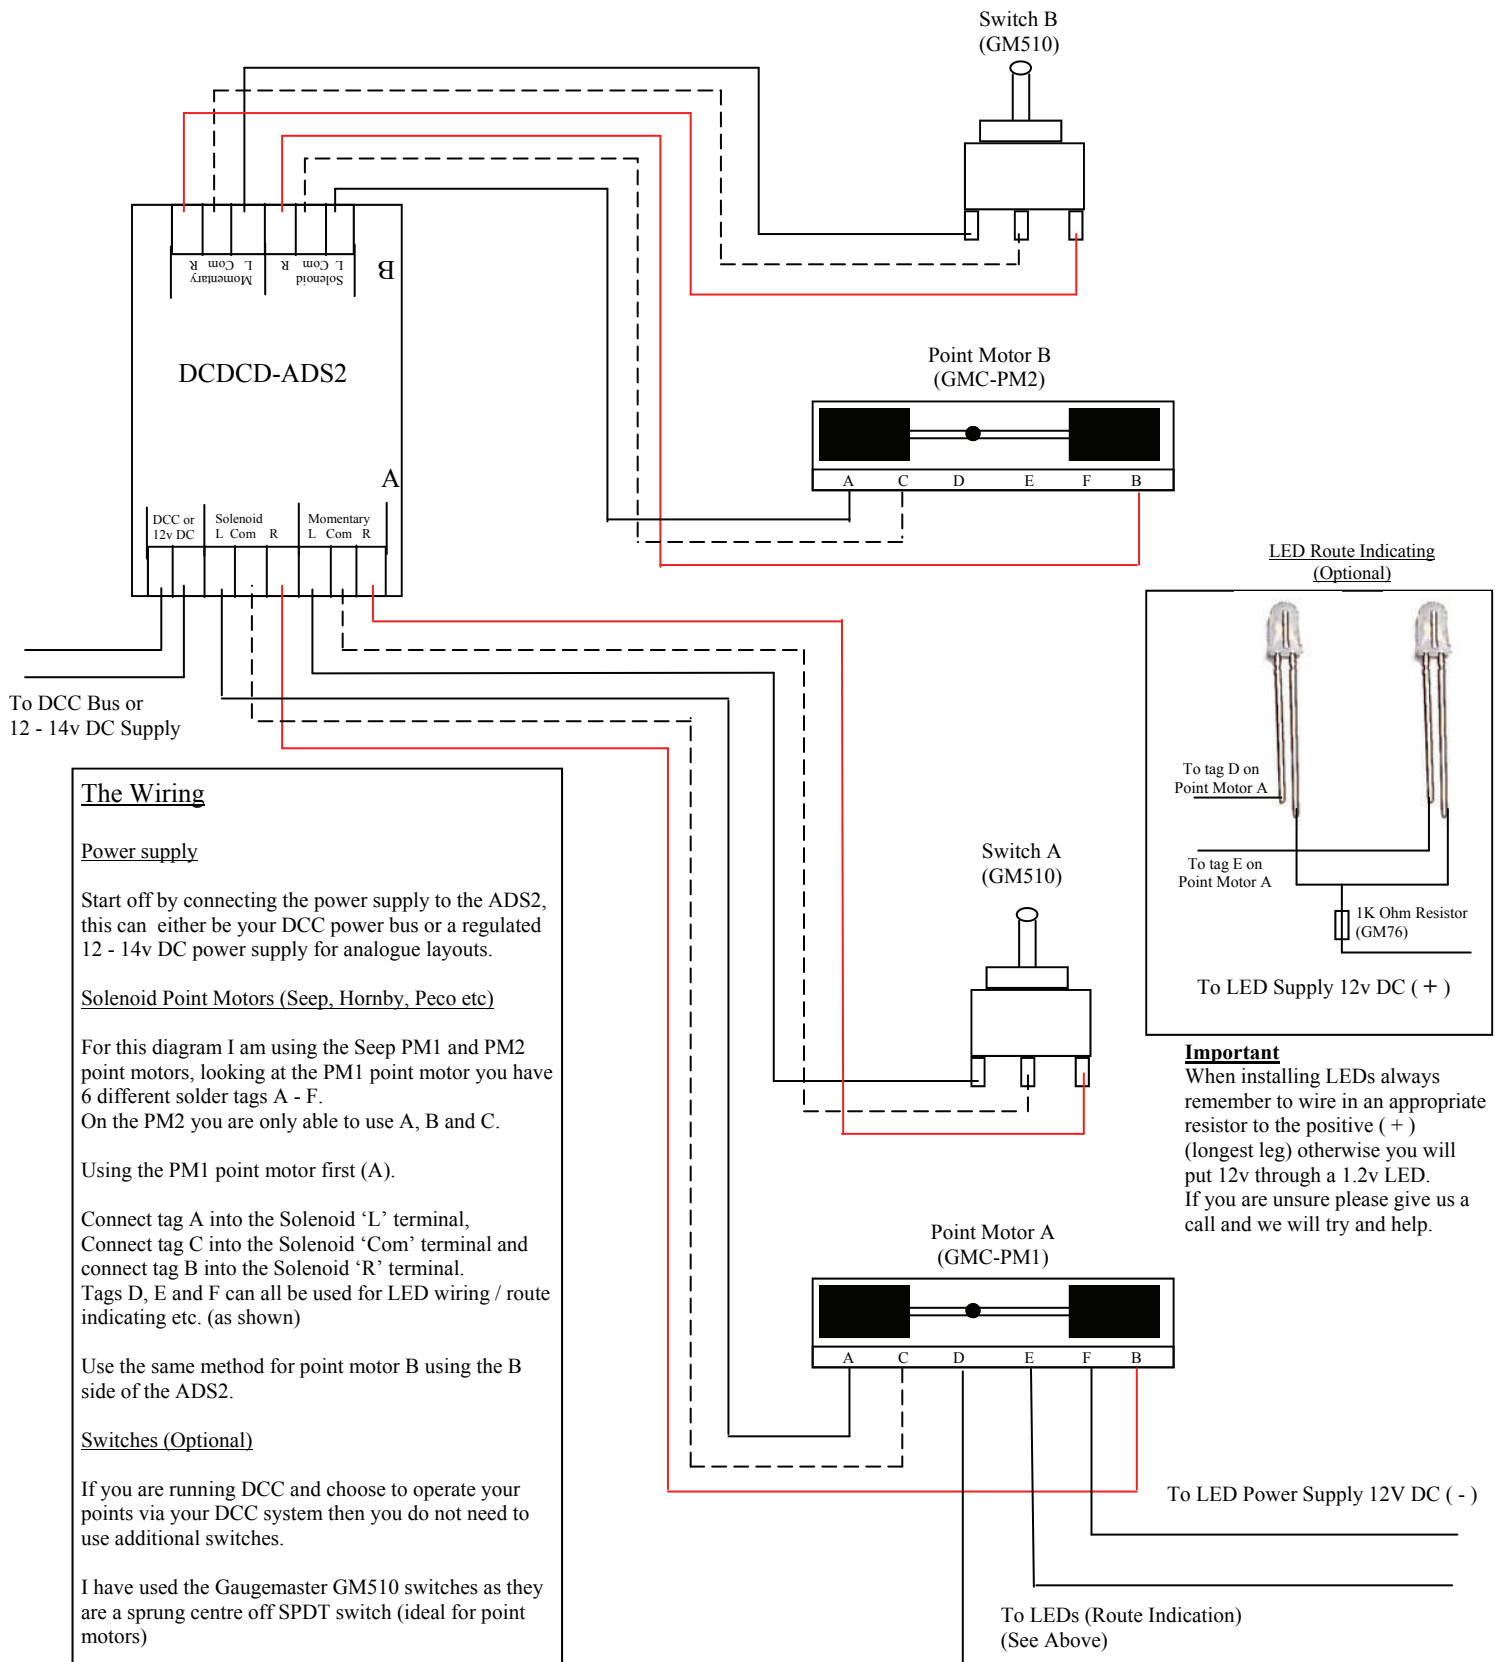 Switch B
(GM510)
R Com L R Com L
Momentary Solenoid
B
DCDCD-ADS2
A
DCC or
12v DC
Solenoid
L Com R
Momentary
L Com R
Point Motor B
(GMC-PM2)
A C D E F B
To DCC Bus or
12 - 14v DC Supply
LED Route Indicating
(Optional)
To tag D on
Point Motor A
To tag E on
Point Motor A
1K Ohm Resistor
(GM76)
To LED Supply 12v DC ( + )
Important
When installing LEDs always
remember to wire in an appropriate
resistor to the positive ( + )
(longest leg) otherwise you will
put 12v through a 1.2v LED.
If you are unsure please give us a
call and we will try and help.
The Wiring
Power supply
Start off by connecting the power supply to the ADS2,
this can either be your DCC power bus or a regulated
12 - 14v DC power supply for analogue layouts.
Solenoid Point Motors (Seep, Hornby, Peco etc)
For this diagram I am using the Seep PM1 and PM2
point motors, looking at the PM1 point motor you have
6 different solder tags A - F.
On the PM2 you are only able to use A, B and C.
Using the PM1 point motor first (A).
Connect tag A into the Solenoid ‘L’ terminal,
Connect tag C into the Solenoid ‘Com’ terminal and
connect tag B into the Solenoid ‘R’ terminal.
Tags D, E and F can all be used for LED wiring / route
indicating etc. (as shown)
Use the same method for point motor B using the B
side of the ADS2.
Switches (Optional)
If you are running DCC and choose to operate your
points via your DCC system then you do not need to
use additional switches.
I have used the Gaugemaster GM510 switches as they
are a sprung centre off SPDT switch (ideal for point
motors)
Switch A
(GM510)
Point Motor A
(GMC-PM1)
A C D E F B
To LED Power Supply 12V DC ( - )
To LEDs (Route Indication)
(See Above)